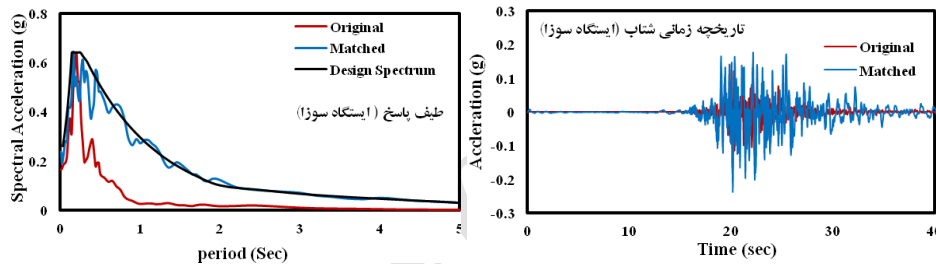 Spectral Acceleration (g)
0.8
0.6
0.4
0.2
0
0 1 2 3 4 5
period (Sec)
Original
Matched
Design Spectrum
طیف پاسخ ( ایستگاه سوزا)
Accleration (g)
0.3
0.2
0.1
0
-0.1
-0.2
-0.3
0 10 20 30 40
Time (sec)
تاریخچه زمانی شتاب (ایستگاه سوزا)
Original
Matched